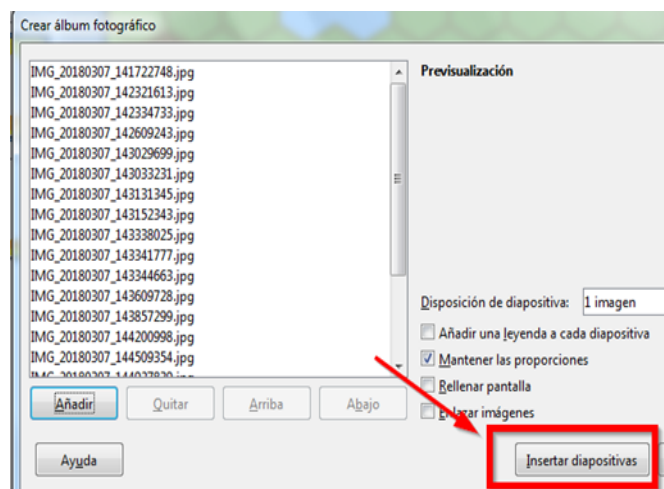 Crear álbum fotográfico
IMG_20180307_141722748.jpg
IMG_20180307_142321613.jpg
IMG_20180307_142334733.jpg
IMG_20180307_142609243.jpg
IMG_20180307_143029699.jpg
IMG_20180307_143033231.jpg
IMG_20180307_143131345.jpg
IMG_20180307_143152343.jpg
IMG_20180307_143338025.jpg
IMG_20180307_143341777.jpg
IMG_20180307_143344663.jpg
IMG_20180307_143609728.jpg
IMG_20180307_143857299.jpg
IMG_20180307_144200998.jpg
IMG_20180307_144509354.jpg
Añadir Quitar Arriba Abajo
Ayuda
Previsualización
Disposición de diapositiva: 1 imagen
Añadir una leyenda a cada diapositiva
Mantener las proporciones
Rellenar pantalla
Enlazar imágenes
Insertar diapositivas